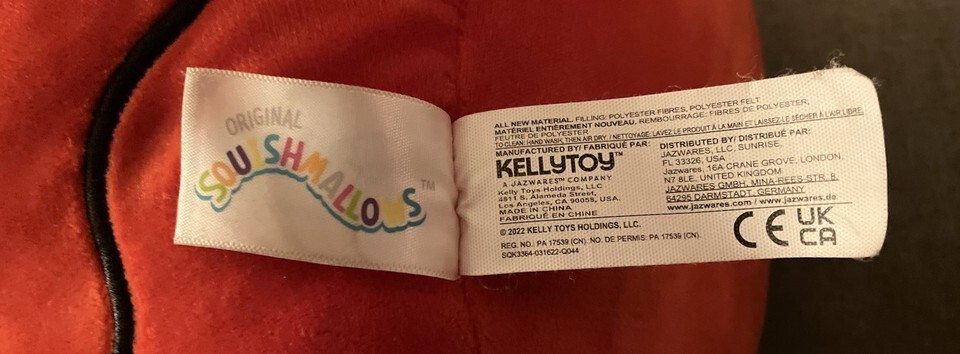 ORIGINAL
SQUISHMALLOWS™
ALL NEW MATERIAL. FILLING: POLYESTER FIBRES, POLYESTER FELT
MATÉRIEL ENTIÈREMENT NOUVEAU. REMBOURRAGE: FIBRES DE POLYESTER,
FEUTRE DE POLYESTER
TO CLEAN: HAND WASH, THEN AIR DRY. / NETTOYAGE: LAVEZ LE PRODUIT À LA MAIN ET LAISSEZ-LE SÉCHER À L'AIR LIBRE.
MANUFACTURED BY/ FABRIQUÉ PAR:
KELLYTOY™
A JAZWARES™ COMPANY
Kelly Toys Holdings, LLC
4811 S. Alameda Street,
Los Angeles, CA 90058, USA.
MADE IN CHINA
FABRIQUÉ EN CHINE
DISTRIBUTED BY/ DISTRIBUÉ PAR:
JAZWARES, LLC. SUNRISE,
FL 33326, USA
Jazwares, 16A CRANE GROVE, LONDON.
N7 8LE, UNITED KINGDOM
JAZWARES GMBH, MINA-REES-STR. 8,
64295 DARMSTADT, GERMANY
www.jazwares.com / www.jazwares.de
© 2022 KELLY TOYS HOLDINGS, LLC.
REG. NO.: PA 17539 (CN). NO. DE PERMIS: PA 17539 (CN).
SQK3364-031622-Q044
CE
UK
CA